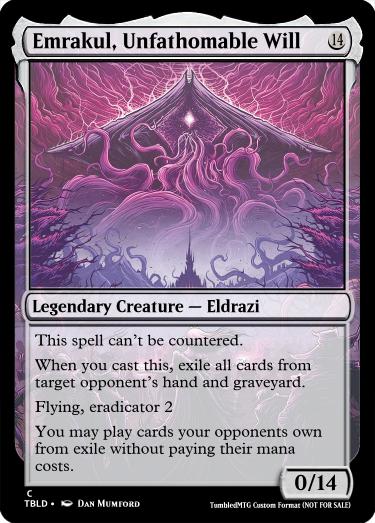 Emrakul, Unfathomable Will 14
Legendary Creature — Eldrazi
This spell can't be countered.
When you cast this, exile all cards from
target opponent's hand and graveyard.
Flying, eradicator 2
You may play cards your opponents own
from exile without paying their mana
costs.
0/14
C
TBLD • DAN MUMFORD
TumbledMTG Custom Format (NOT FOR SALE)